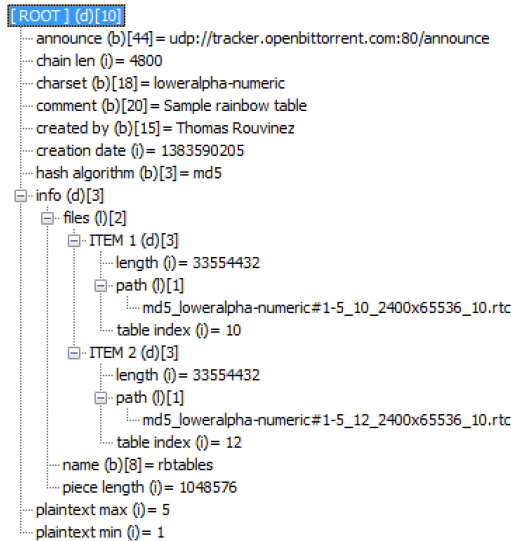 [ROOT] (d)[10]
announce (b)[44]= udp://tracker.openbittorrent.com:80/announce
chain len (i)= 4800
charset (b)[18]= loweralpha-numeric
comment (b)[20]= Sample rainbow table
created by (b)[15]= Thomas Rouvinez
creation date (i)= 1383590205
hash algorithm (b)[3]= md5
info (d)[3]
files (l)[2]
ITEM 1 (d)[3]
length (i)= 33554432
path (l)[1]
md5_loweralpha-numeric#1-5_10_2400x65536_10.rtc
table index (i)= 10
ITEM 2 (d)[3]
length (i)= 33554432
path (l)[1]
md5_loweralpha-numeric#1-5_12_2400x65536_10.rtc
table index (i)= 12
name (b)[8]= rbtables
piece length (i)= 1048576
plaintext max (i)= 5
plaintext min (i)= 1